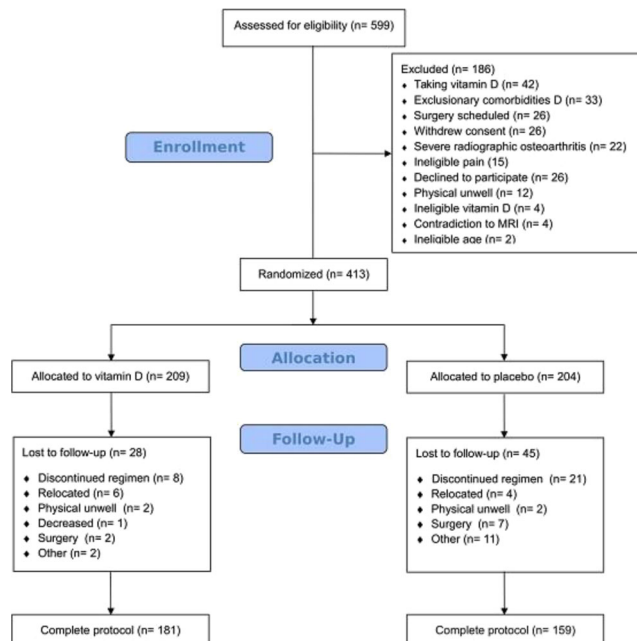 Assessed for eligibility (n= 599)
Excluded (n= 186)
♦ Taking vitamin D (n= 42)
♦ Exclusionary comorbidities D (n= 33)
♦ Surgery scheduled (n= 26)
♦ Withdrew consent (n= 26)
♦ Severe radiographic osteoarthritis (n= 22)
♦ Ineligible pain (15)
♦ Declined to participate (n= 26)
♦ Physical unwell (n= 12)
♦ Ineligible vitamin D (n= 4)
♦ Contradiction to MRI (n= 4)
♦ Ineligible age (n= 2)
Enrollment
Randomized (n= 413)
Allocation
Allocated to vitamin D (n= 209)
Allocated to placebo (n= 204)
Follow-Up
Lost to follow-up (n= 28)
♦ Discontinued regimen (n= 8)
♦ Relocated (n= 6)
♦ Physical unwell (n= 2)
♦ Decreased (n= 1)
♦ Surgery (n= 2)
♦ Other (n= 2)
Lost to follow-up (n= 45)
♦ Discontinued regimen (n= 21)
♦ Relocated (n= 4)
♦ Physical unwell (n= 2)
♦ Surgery (n= 7)
♦ Other (n= 11)
Complete protocol (n= 181)
Complete protocol (n= 159)